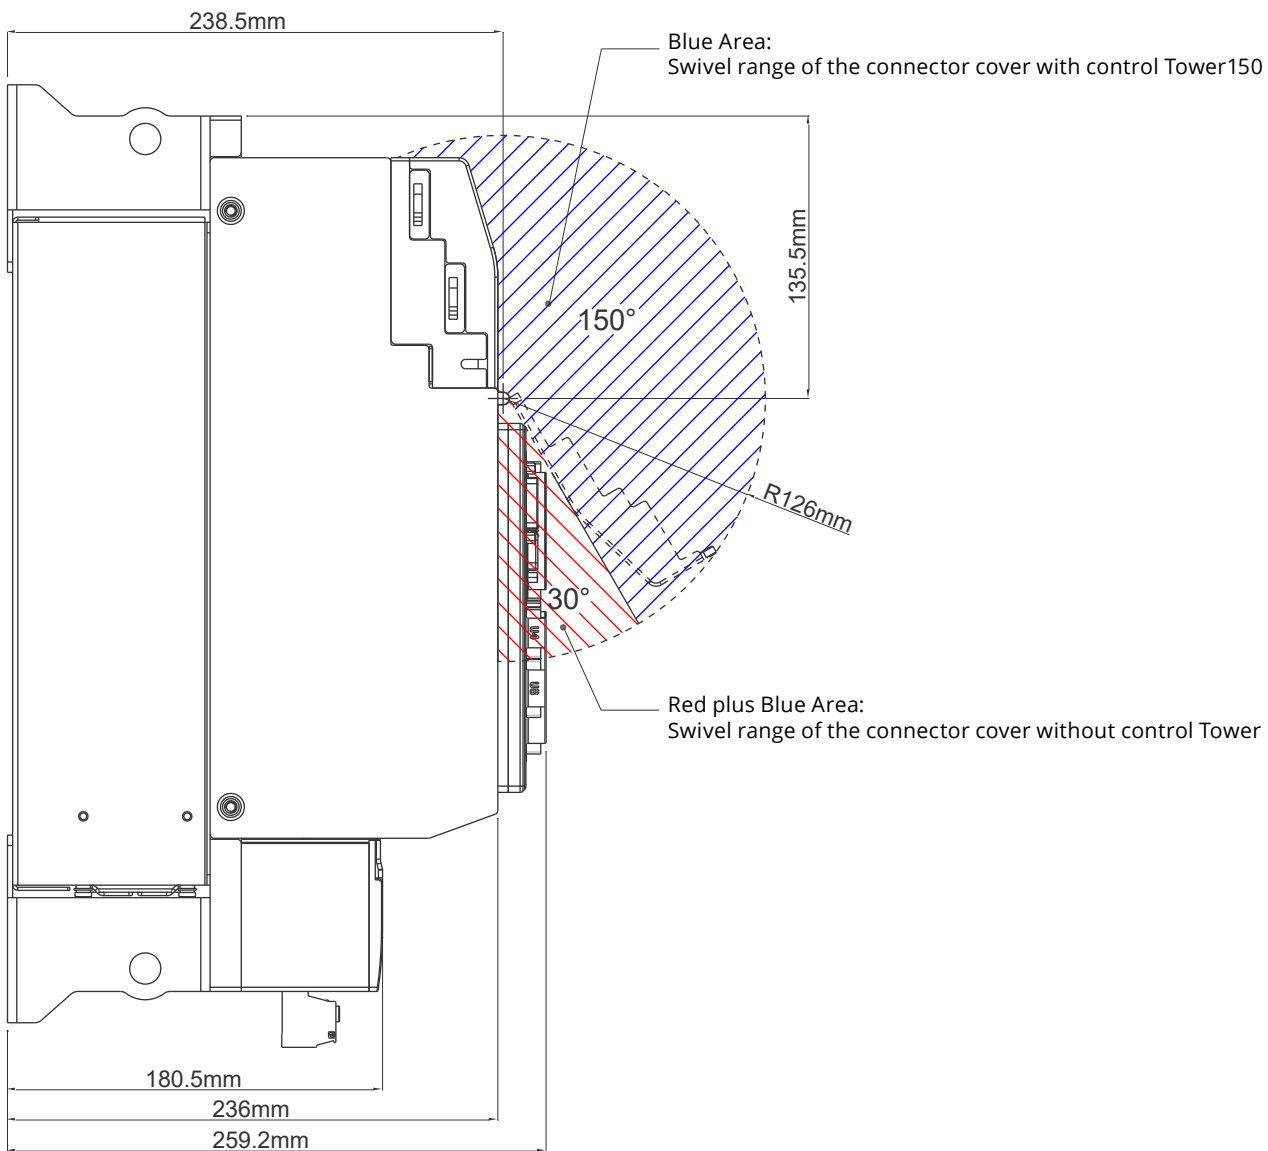 238.5mm
Blue Area:
Swivel range of the connector cover with control Tower150
135.5mm
150°
R126mm
30°
Red plus Blue Area:
Swivel range of the connector cover without control Tower
180.5mm
236mm
259.2mm